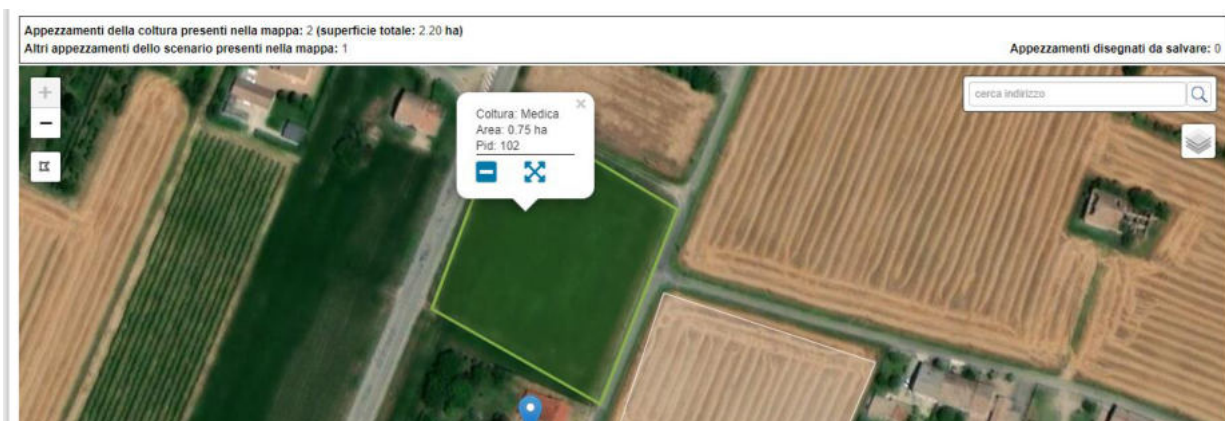 Appezzamenti della coltura presenti nella mappa: 2 (superficie totale: 2.20 ha)
Altri appezzamenti dello scenario presenti nella mappa: 1
Appezzamenti disegnati da salvare: 0
cerca indirizzo
Coltura: Medica
Area: 0.75 ha
Pid: 102